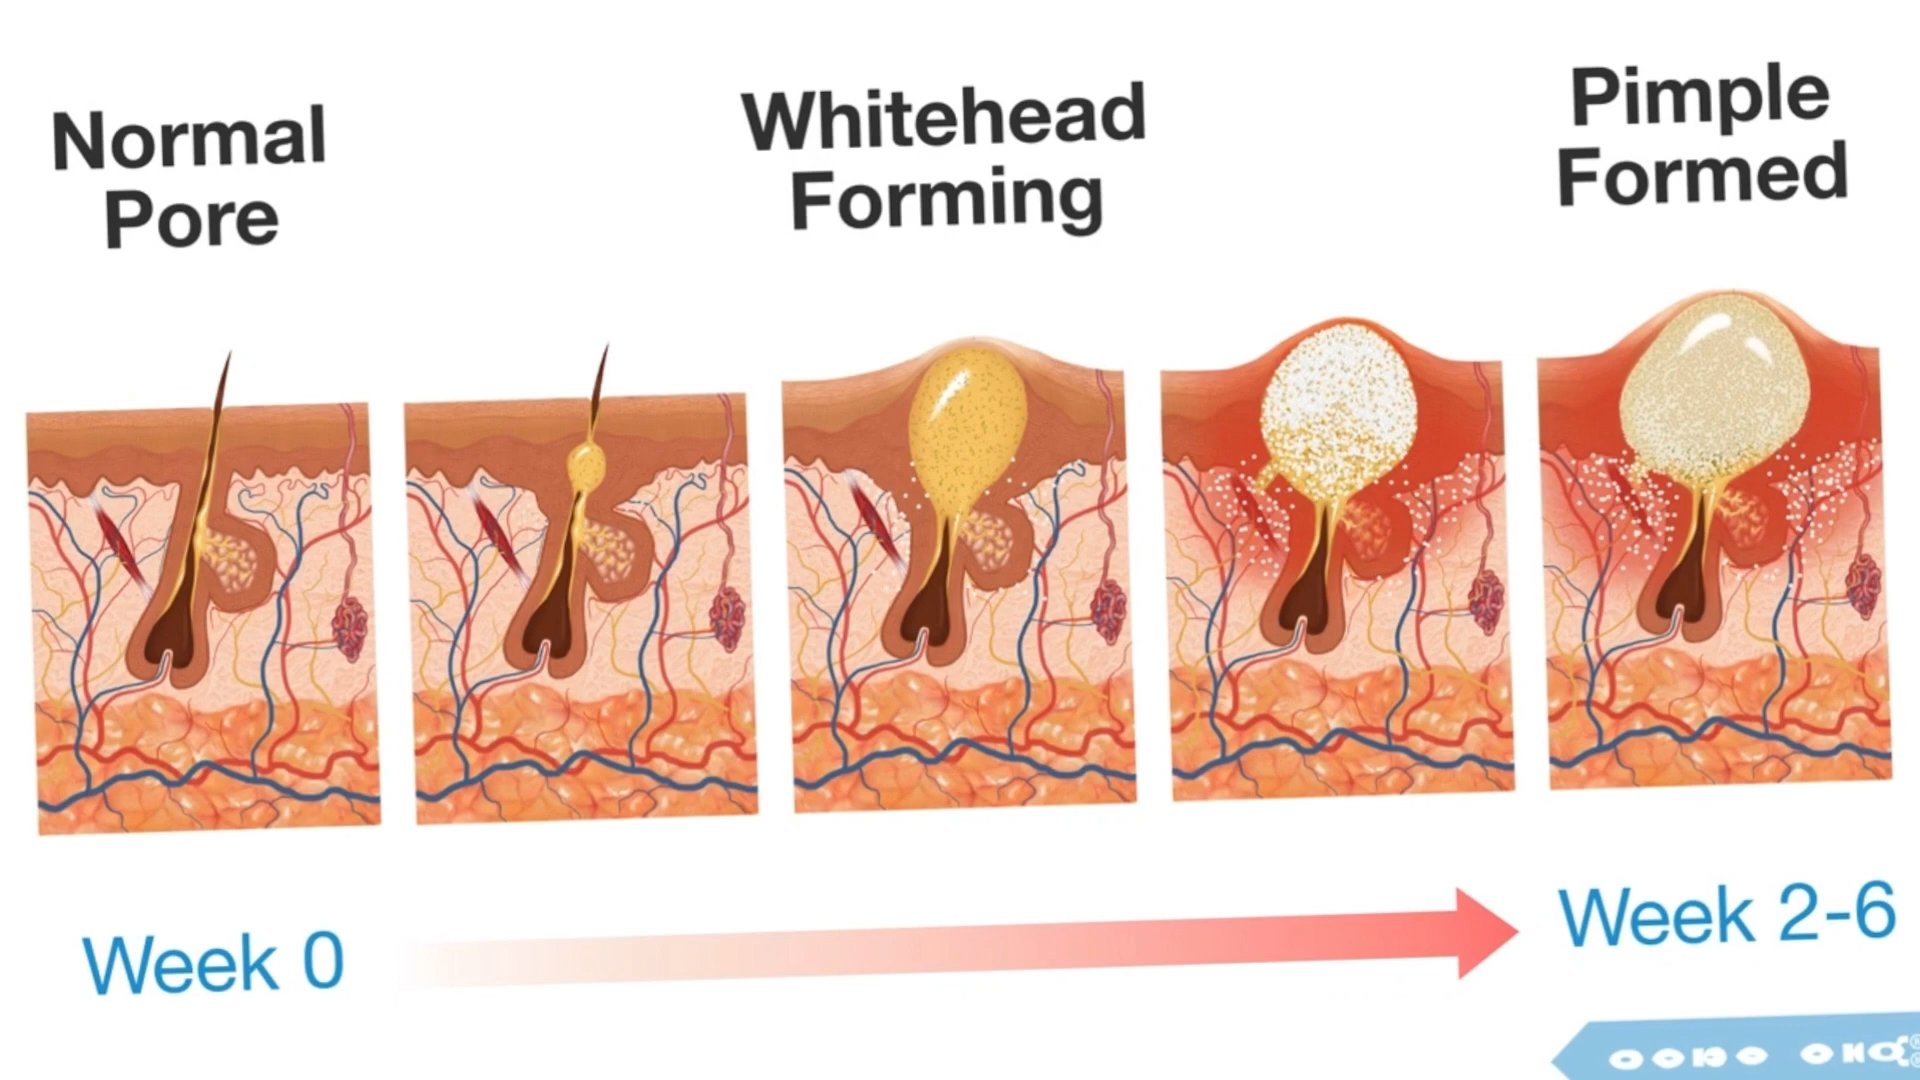 Normal
Pore
Whitehead
Forming
Pimple
Formed
Week 0
Week 2-6